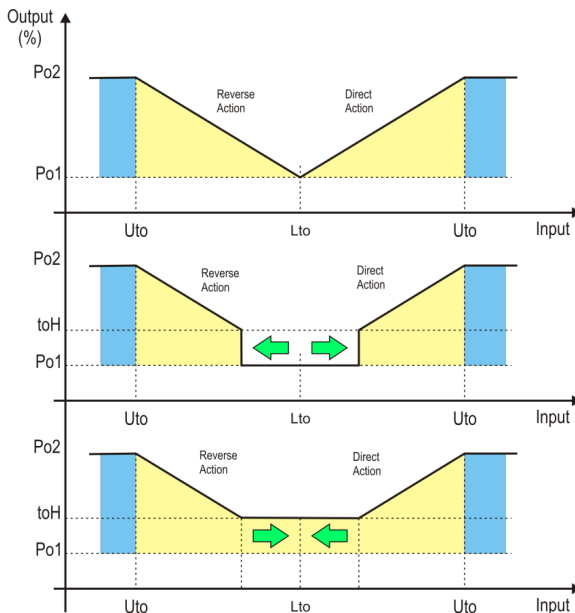 Output
(%)
Po2
Reverse
Action
Direct
Action
Po1
Uto
Lto
Uto
Input
Po2
Reverse
Action
Direct
Action
toH
Po1
Uto
Lto
Uto
Input
Po2
Reverse
Action
Direct
Action
toH
Po1
Uto
Lto
Uto
Input